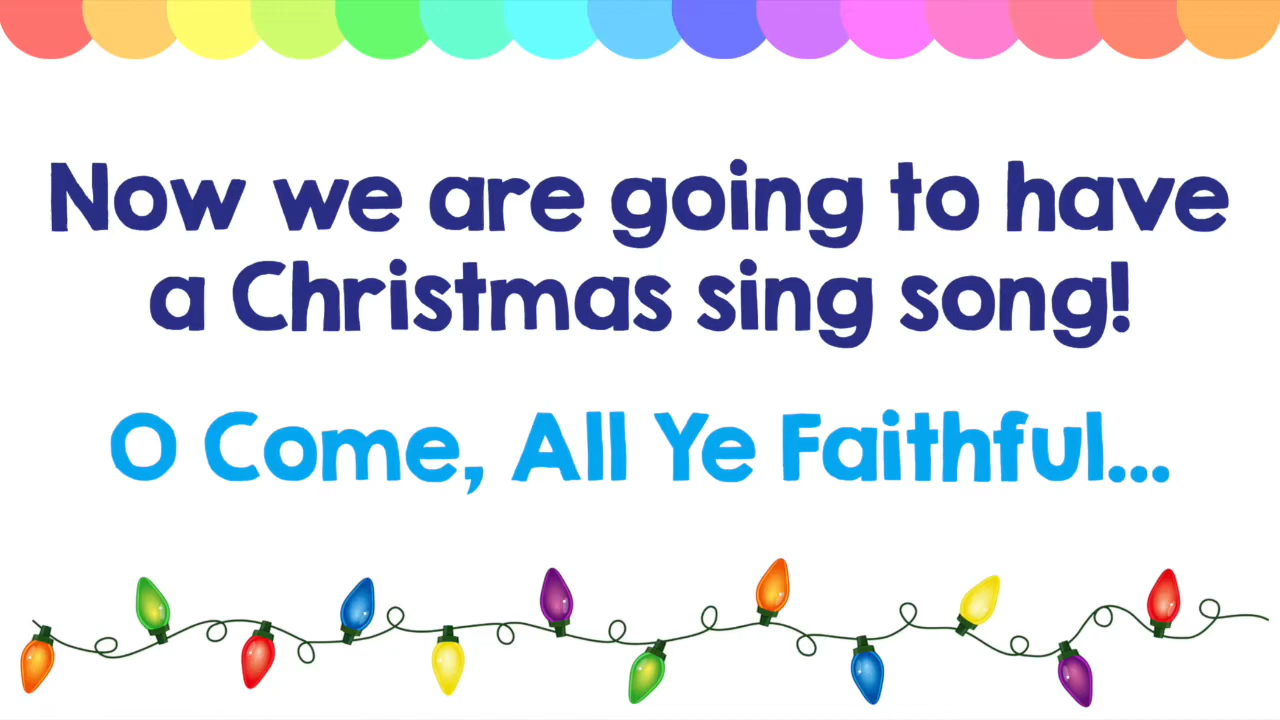 Now we are going to have
a Christmas sing song!
O Come, All Ye Faithful...